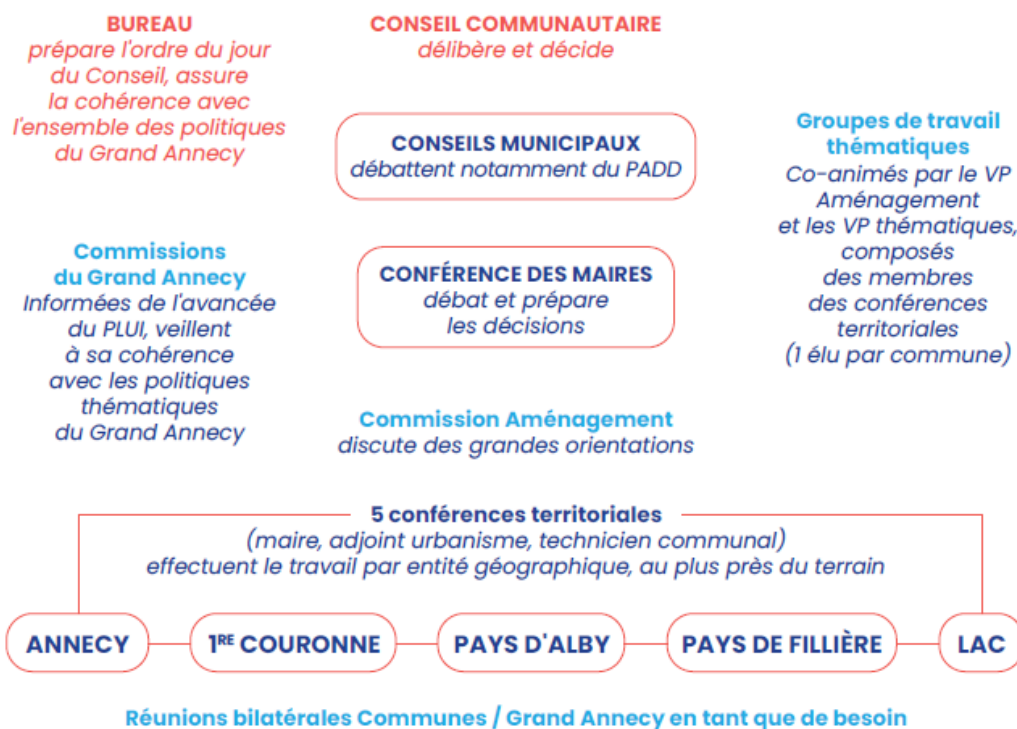 BUREAU
prépare l'ordre du jour
du Conseil, assure
la cohérence avec
l'ensemble des politiques
du Grand Annecy
CONSEIL COMMUNAUTAIRE
délibère et décide
CONSEILS MUNICIPAUX
débattent notamment du PADD
Groupes de travail
thématiques
Co-animés par le VP
Aménagement
et les VP thématiques,
composés
des membres
des conférences
territoriales
(1 élu par commune)
Commissions
du Grand Annecy
Informées de l'avancée
du PLUI, veillent
à sa cohérence
avec les politiques
thématiques
du Grand Annecy
CONFÉRENCE DES MAIRES
débat et prépare
les décisions
Commission Aménagement
discute des grandes orientations
5 conférences territoriales
(maire, adjoint urbanisme, technicien communal)
effectuent le travail par entité géographique, au plus près du terrain
ANNECY
1RE COURONNE
PAYS D'ALBY
PAYS DE FILLIÈRE
LAC
Réunions bilatérales Communes / Grand Annecy en tant que de besoin